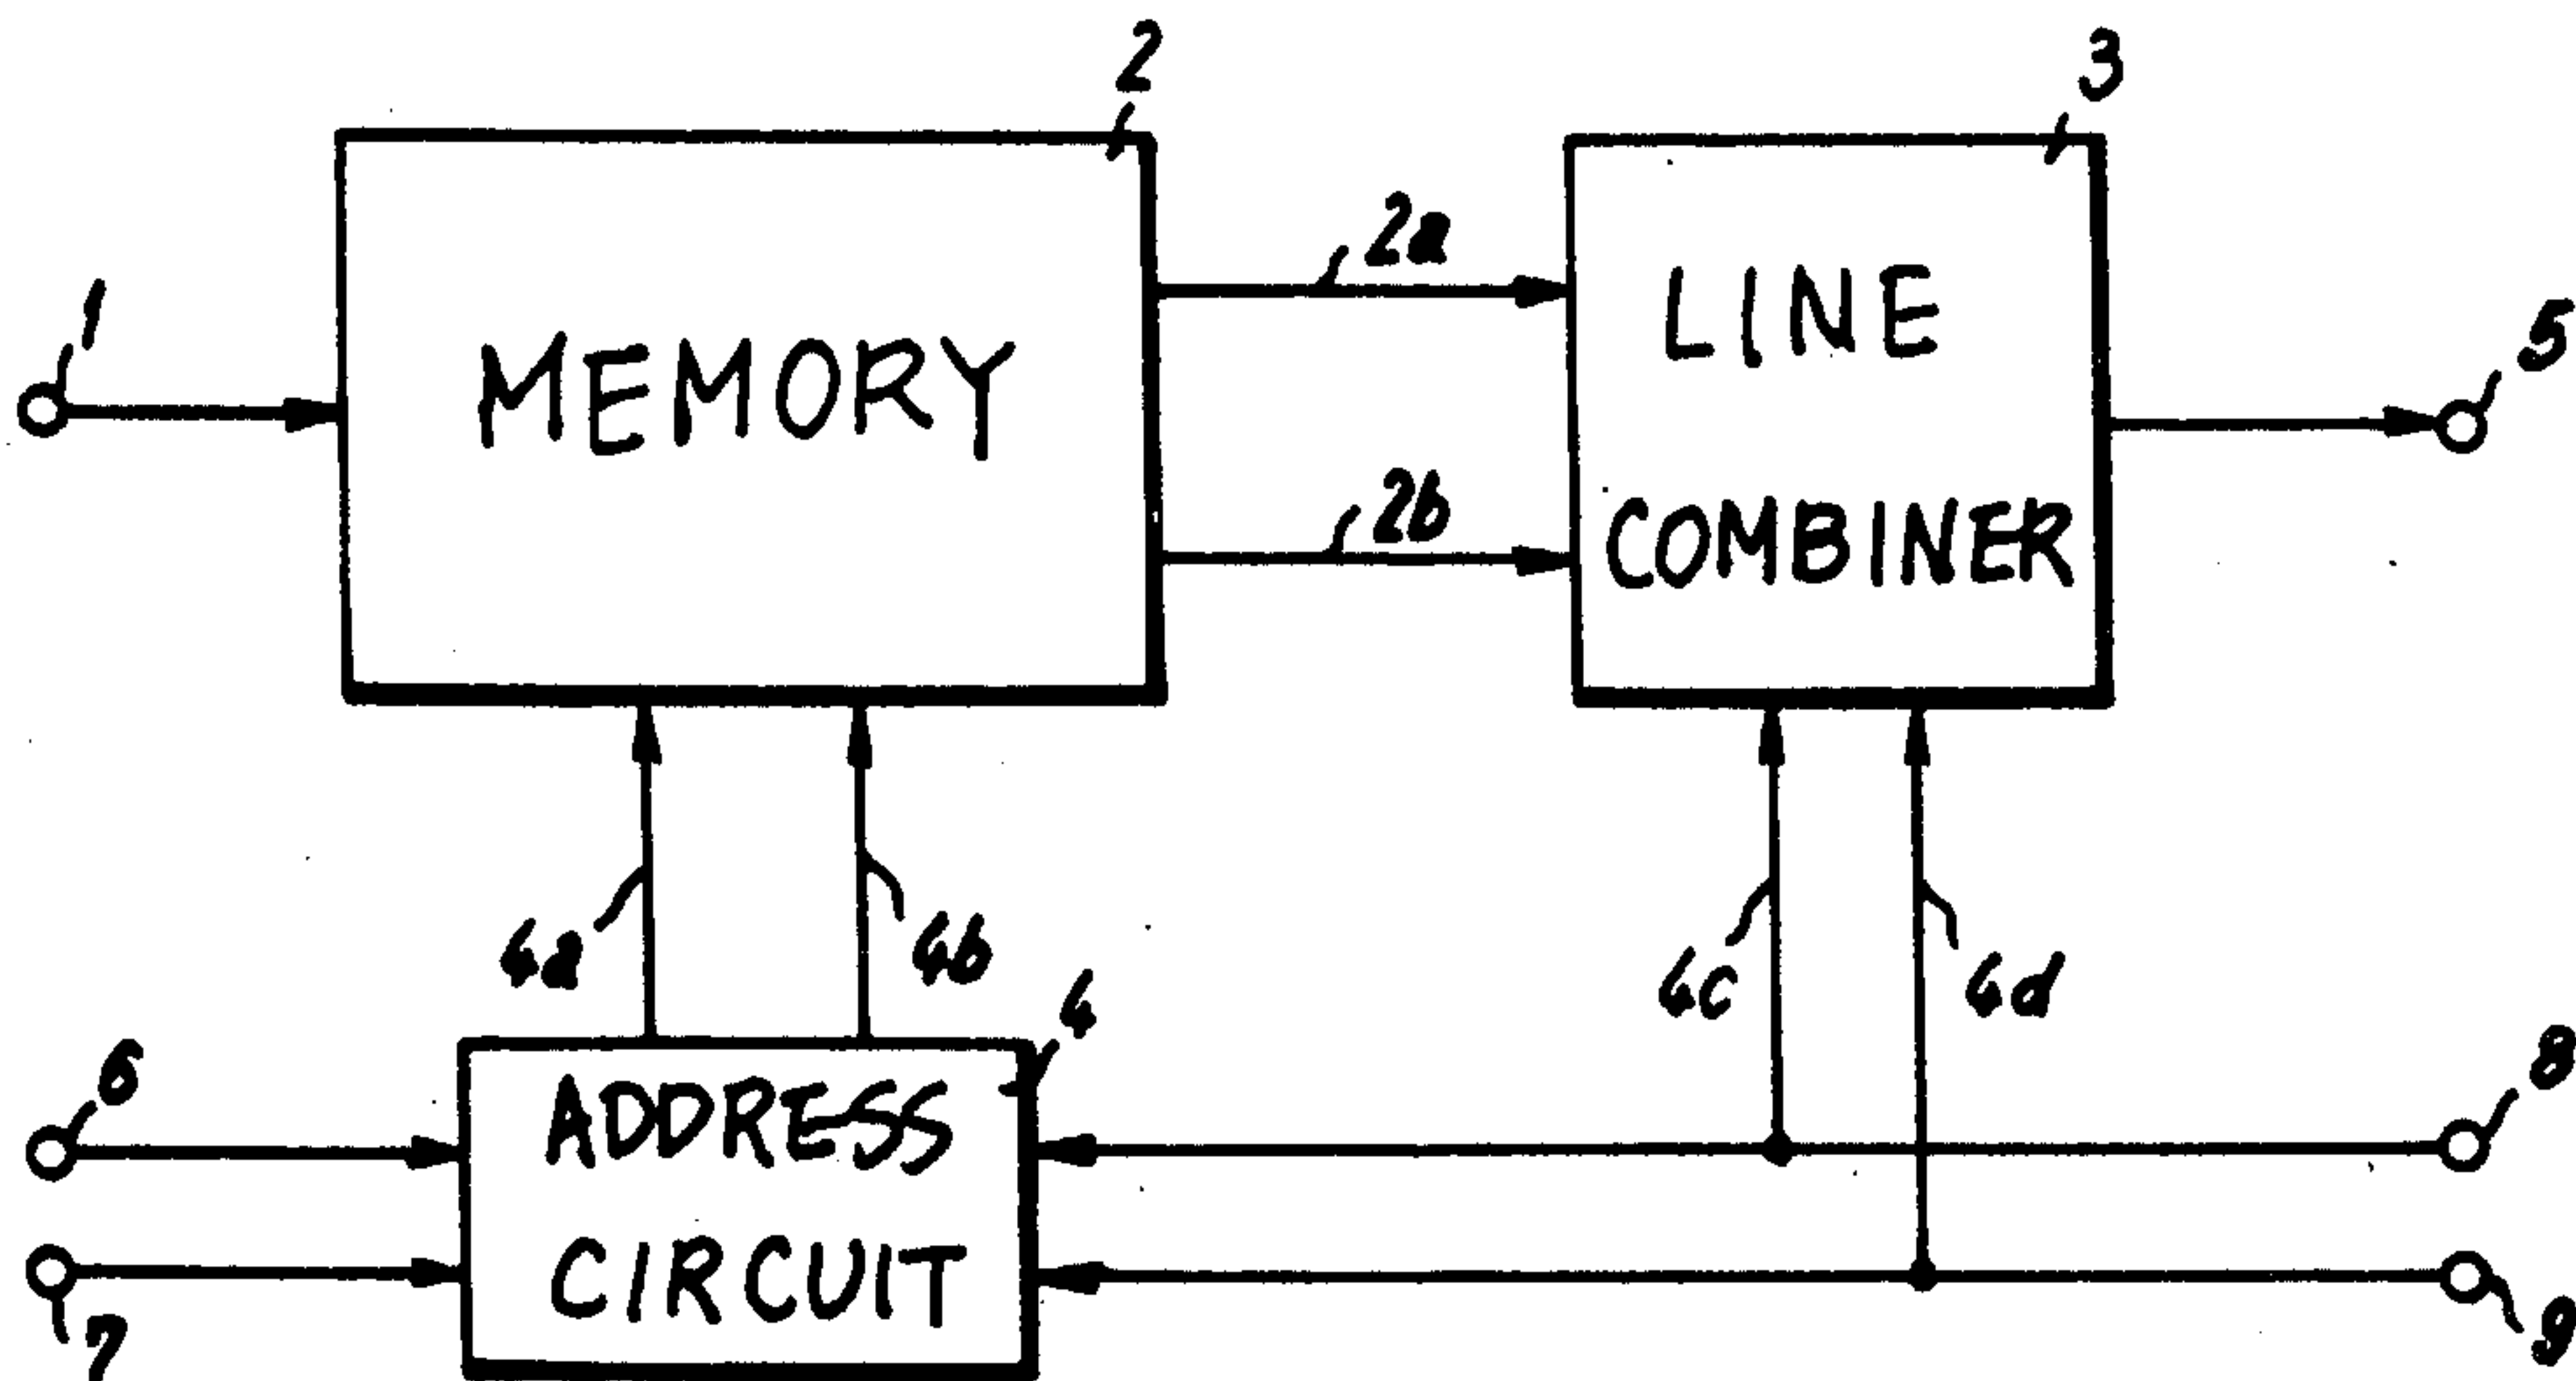 2
3
1
2a
LINE
5
MEMORY
2b
COMBINER
4a
4b
4c
4d
4
6
ADDRESS
8
7
CIRCUIT
9